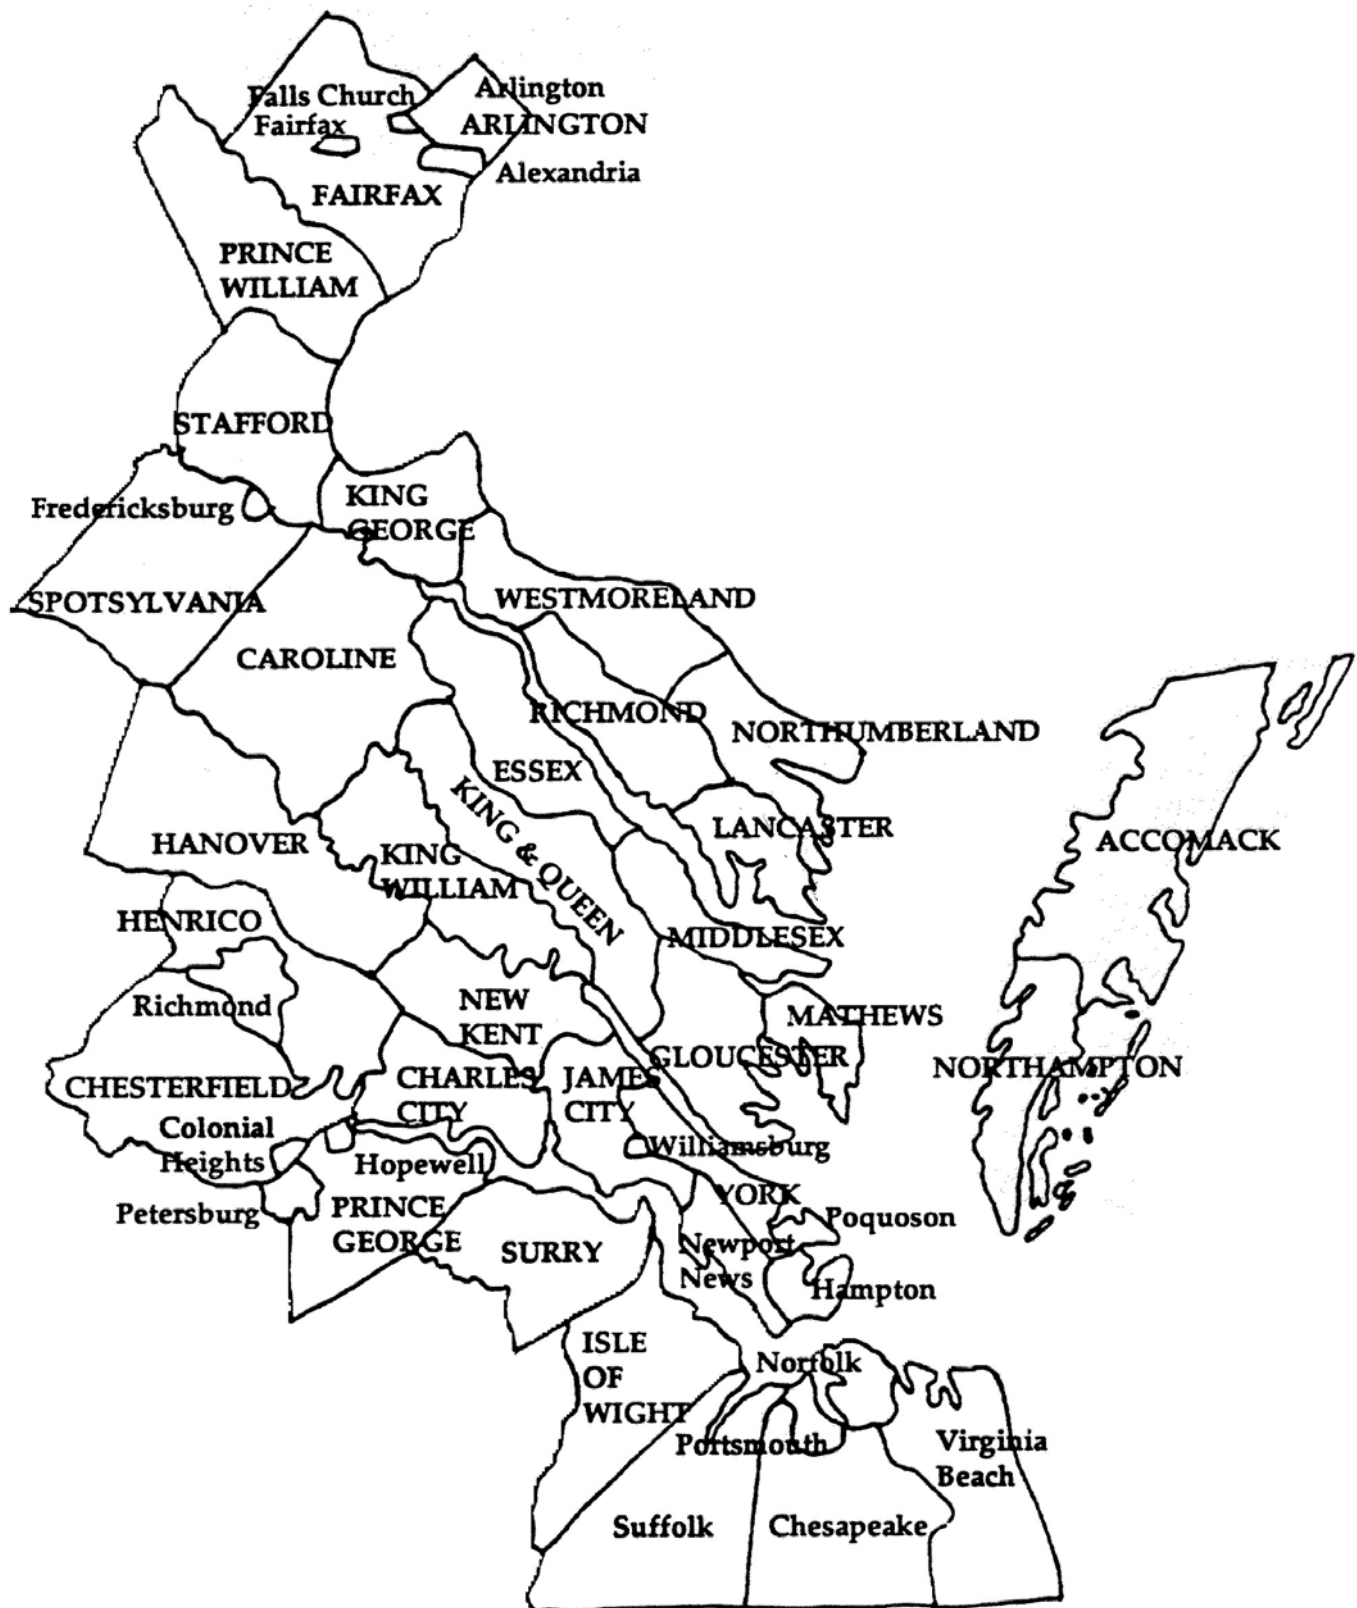 Falls Church
Arlington
Fairfax
ARLINGTON
Alexandria
FAIRFAX
PRINCE
WILLIAM
STAFFORD
Fredericksburg
KING
GEORGE
SPOTSYLVANIA
WESTMORELAND
CAROLINE
RICHMOND
NORTHUMBERLAND
ESSEX
KING & QUEEN
LANCASTER
ACCOMACK
HANOVER
KING
WILLIAM
HENRICO
MIDDLESEX
Richmond
NEW
KENT
MATHEWS
GLOUCESTER
NORTHAMPTON
CHESTERFIELD
CHARLES
CITY
JAMES
CITY
Colonial
Heights
Hopewell
Williamsburg
Petersburg
PRINCE
GEORGE
YORK
Poquoson
SURRY
Newport
News
Hampton
ISLE
OF
WIGHT
Norfolk
Portsmouth
Virginia
Beach
Suffolk
Chesapeake